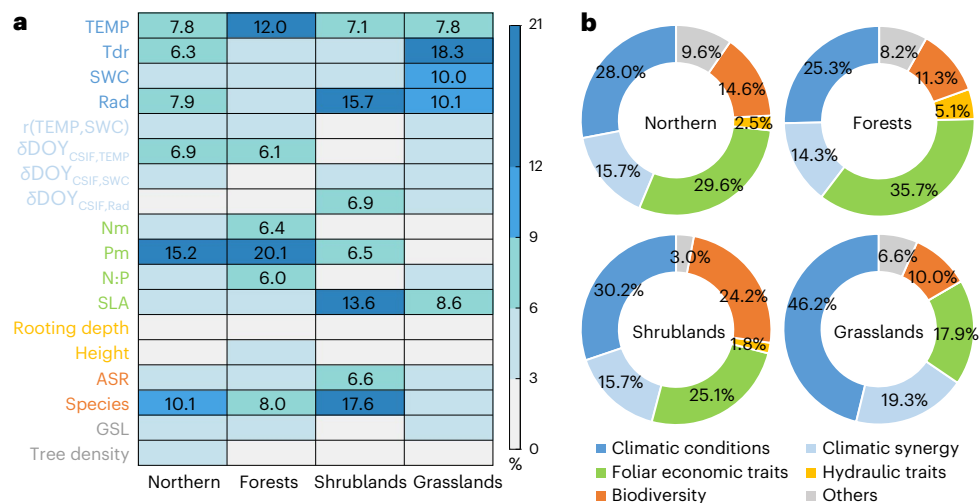 a
TEMP 7.8 12.0 7.1 7.8
Tdr 6.3 18.3
SWC 10.0
Rad 7.9 15.7 10.1
r(TEMP,SWC)
δDOY CSIF,TEMP 6.9 6.1
δDOY CSIF,SWC
δDOY CSIF,Rad 6.9
Nm 6.4
Pm 15.2 20.1 6.5
N:P 6.0
SLA 13.6 8.6
Rooting depth
Height
ASR 6.6
Species 10.1 8.0 17.6
GSL
Tree density
Northern Forests Shrublands Grasslands
21
12
9
6
3
0
%
b
9.6%
28.0%
14.6%
Northern
2.5%
15.7%
29.6%
8.2%
25.3%
11.3%
5.1%
Forests
14.3%
35.7%
3.0%
30.2%
24.2%
Shrublands
1.8%
15.7%
25.1%
6.6%
46.2%
10.0%
Grasslands
17.9%
19.3%
Climatic conditions
Climatic synergy
Foliar economic traits
Hydraulic traits
Biodiversity
Others